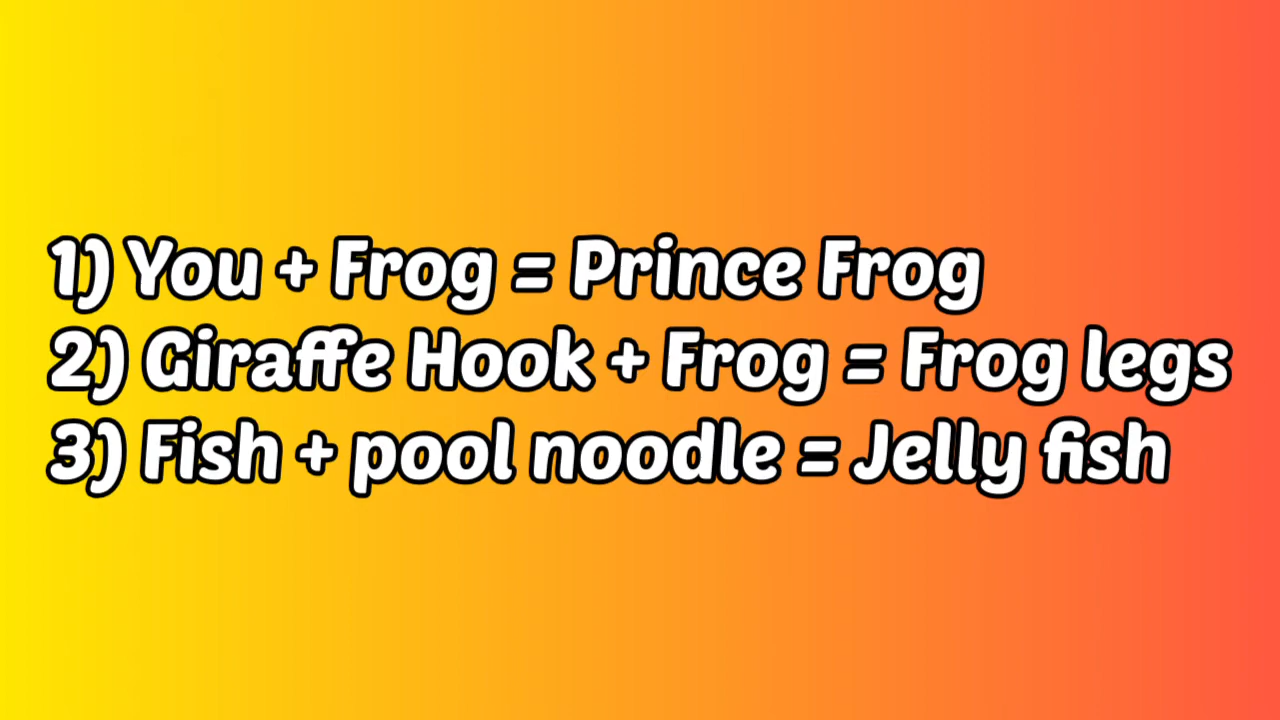 1) You + Frog = Prince Frog
2) Giraffe Hook + Frog = Frog legs
3) Fish + pool noodle = Jelly fish